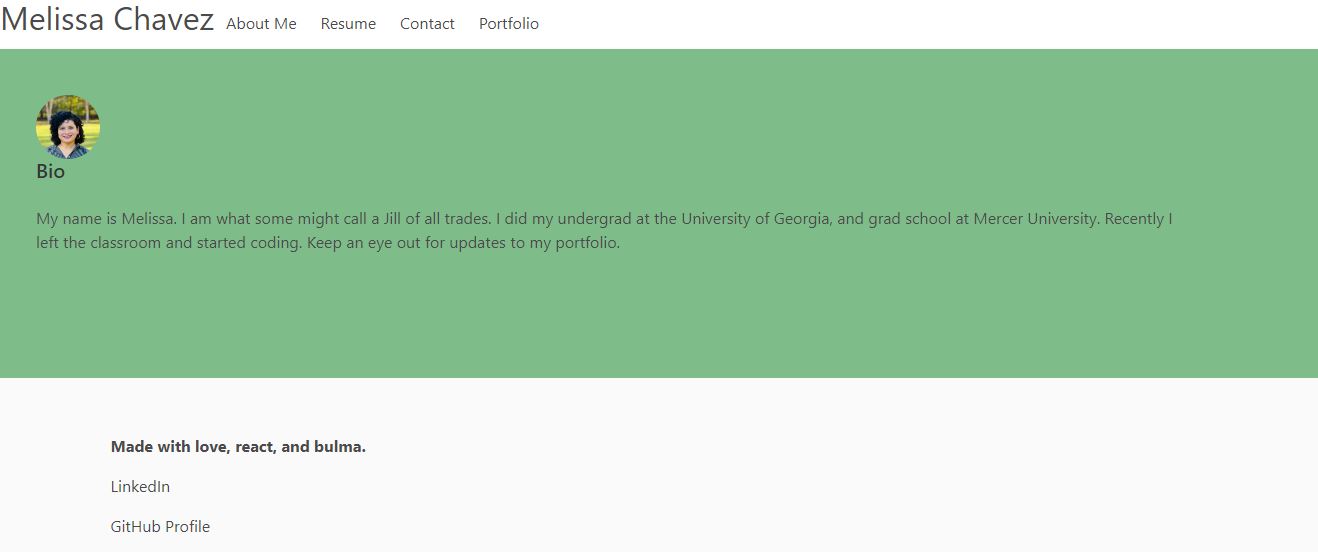 Melissa Chavez About Me Resume Contact Portfolio
Bio
My name is Melissa. I am what some might call a Jill of all trades. I did my undergrad at the University of Georgia, and grad school at Mercer University. Recently I
left the classroom and started coding. Keep an eye out for updates to my portfolio.
Made with love, react, and bulma.
LinkedIn
GitHub Profile